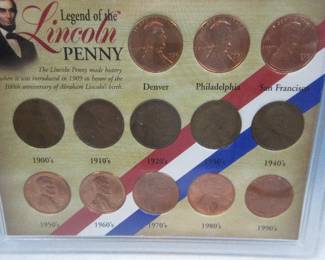 Legend of the
Lincoln
PENNY
The Lincoln Penny made history
when it was introduced in 1909 in honor of the
100th anniversary of Abraham Lincoln's birth.
Denver Philadelphia San Francisco
1900's 1910's 1920's 1930's 1940's
1950's 1960's 1970's 1980's 1990's